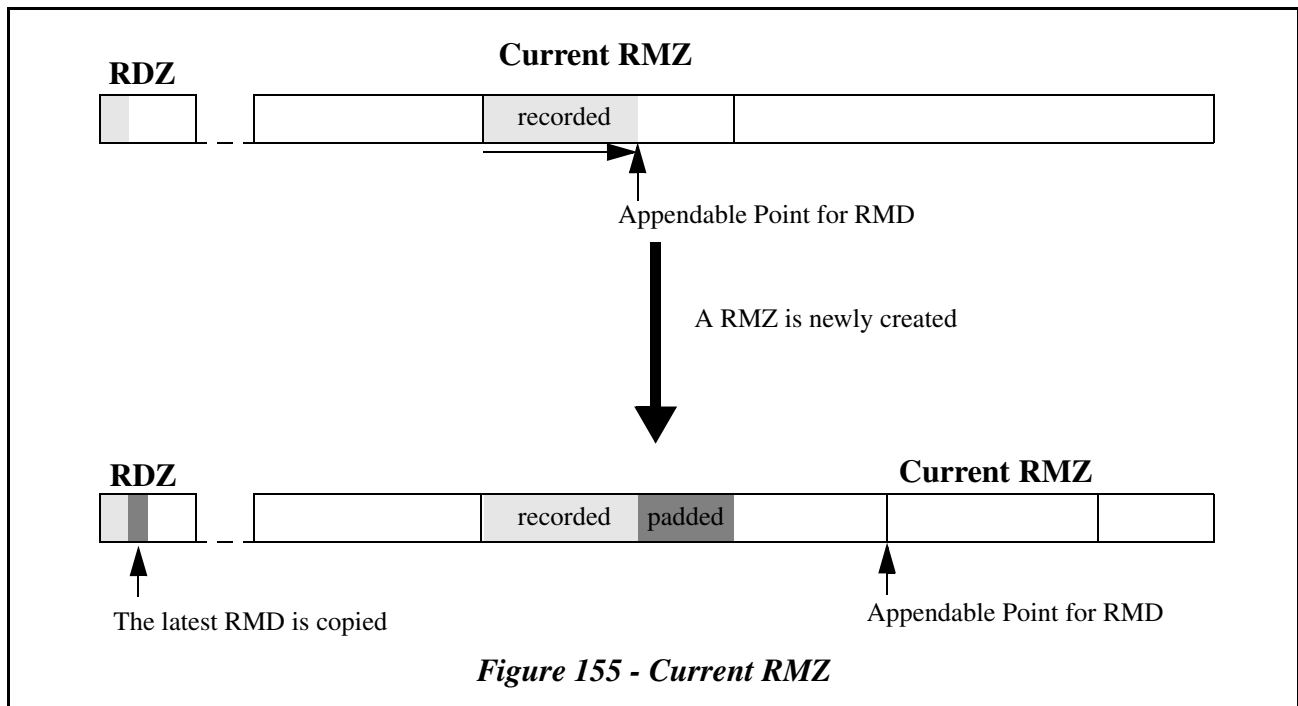 Current RMZ
RDZ
recorded
Appendable Point for RMD
A RMZ is newly created
Current RMZ
RDZ
recorded padded
Appendable Point for RMD
The latest RMD is copied
Figure 155 - Current RMZ